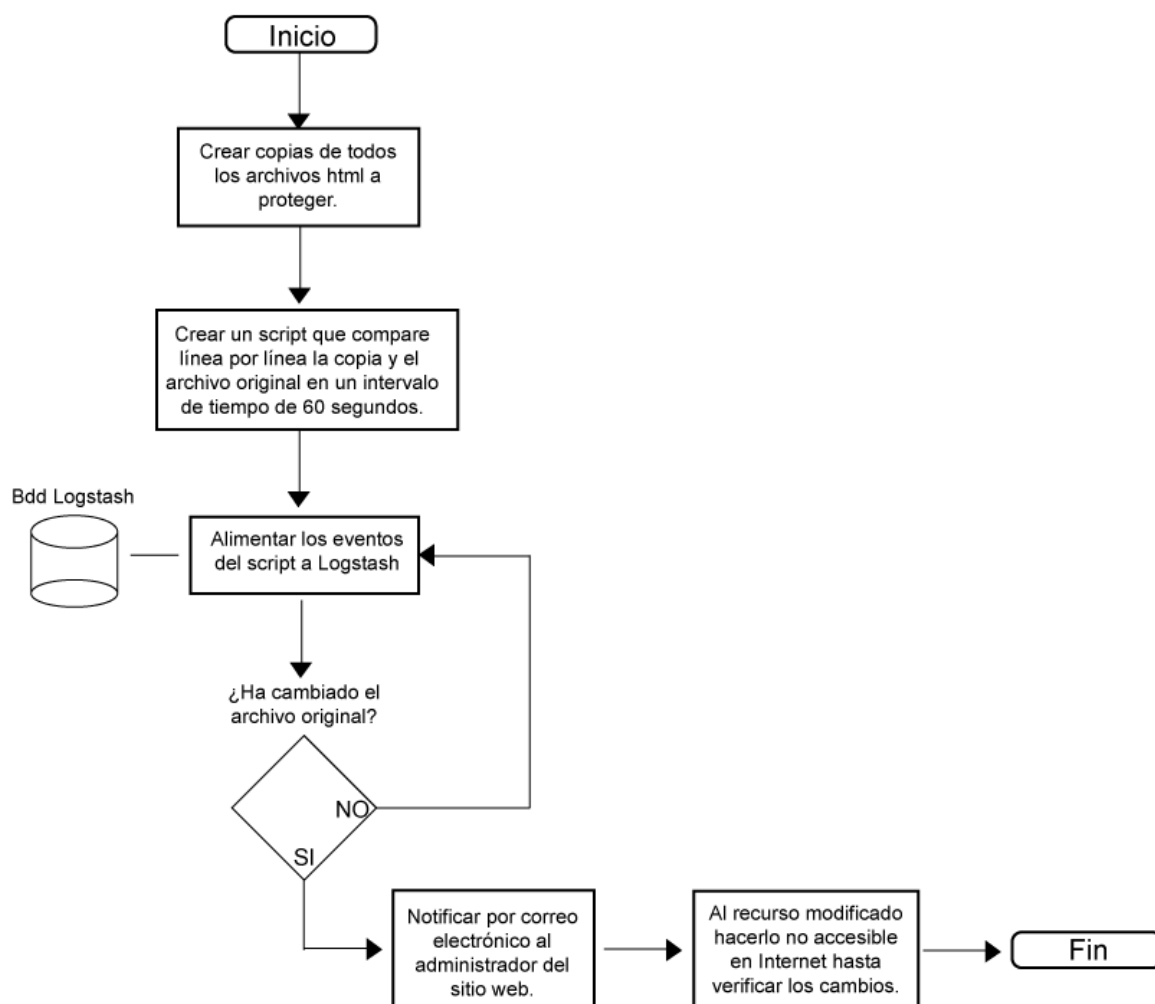 Inicio
Crear copias de todos
los archivos html a
proteger.
Crear un script que compare
línea por línea la copia y el
archivo original en un intervalo
de tiempo de 60 segundos.
Bdd Logstash
Alimentar los eventos
del script a Logstash
¿Ha cambiado el
archivo original?
NO
SI
Notificar por correo
electrónico al
administrador del
sitio web.
Al recurso modificado
hacerlo no accesible
en Internet hasta
verificar los cambios.
Fin